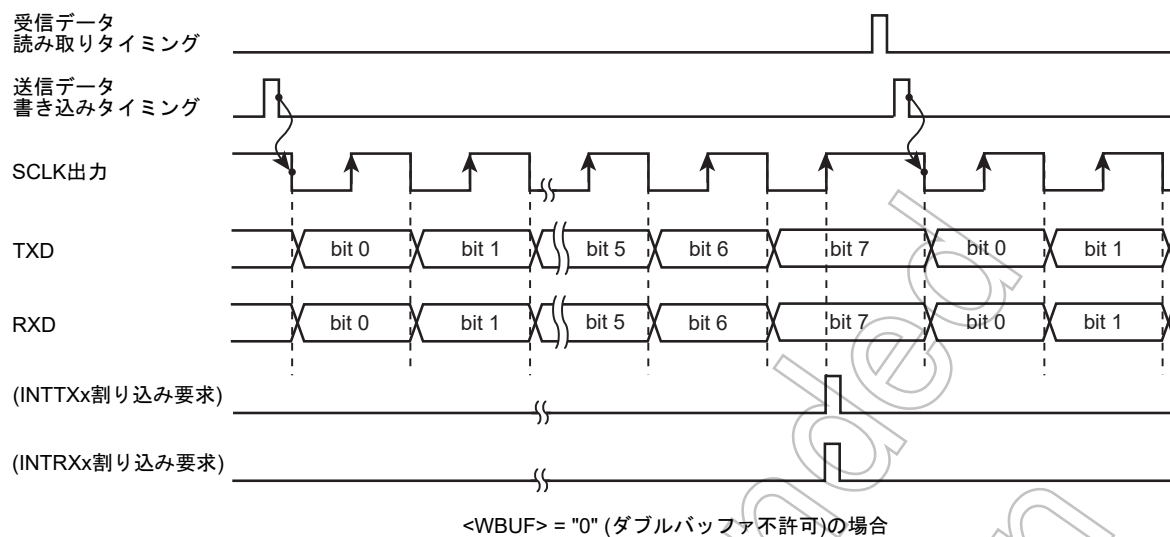 受信データ
読み取りタイミング
送信データ
書き込みタイミング
SCLK出力
TXD
bit 0 bit 1 bit 5 bit 6 bit 7 bit 0 bit 1
RXD
bit 0 bit 1 bit 5 bit 6 bit 7 bit 0 bit 1
(INTTXx割り込み要求)
(INTRXx割り込み要求)
<WBUF> = "0" (ダブルバッファ不許可)の場合